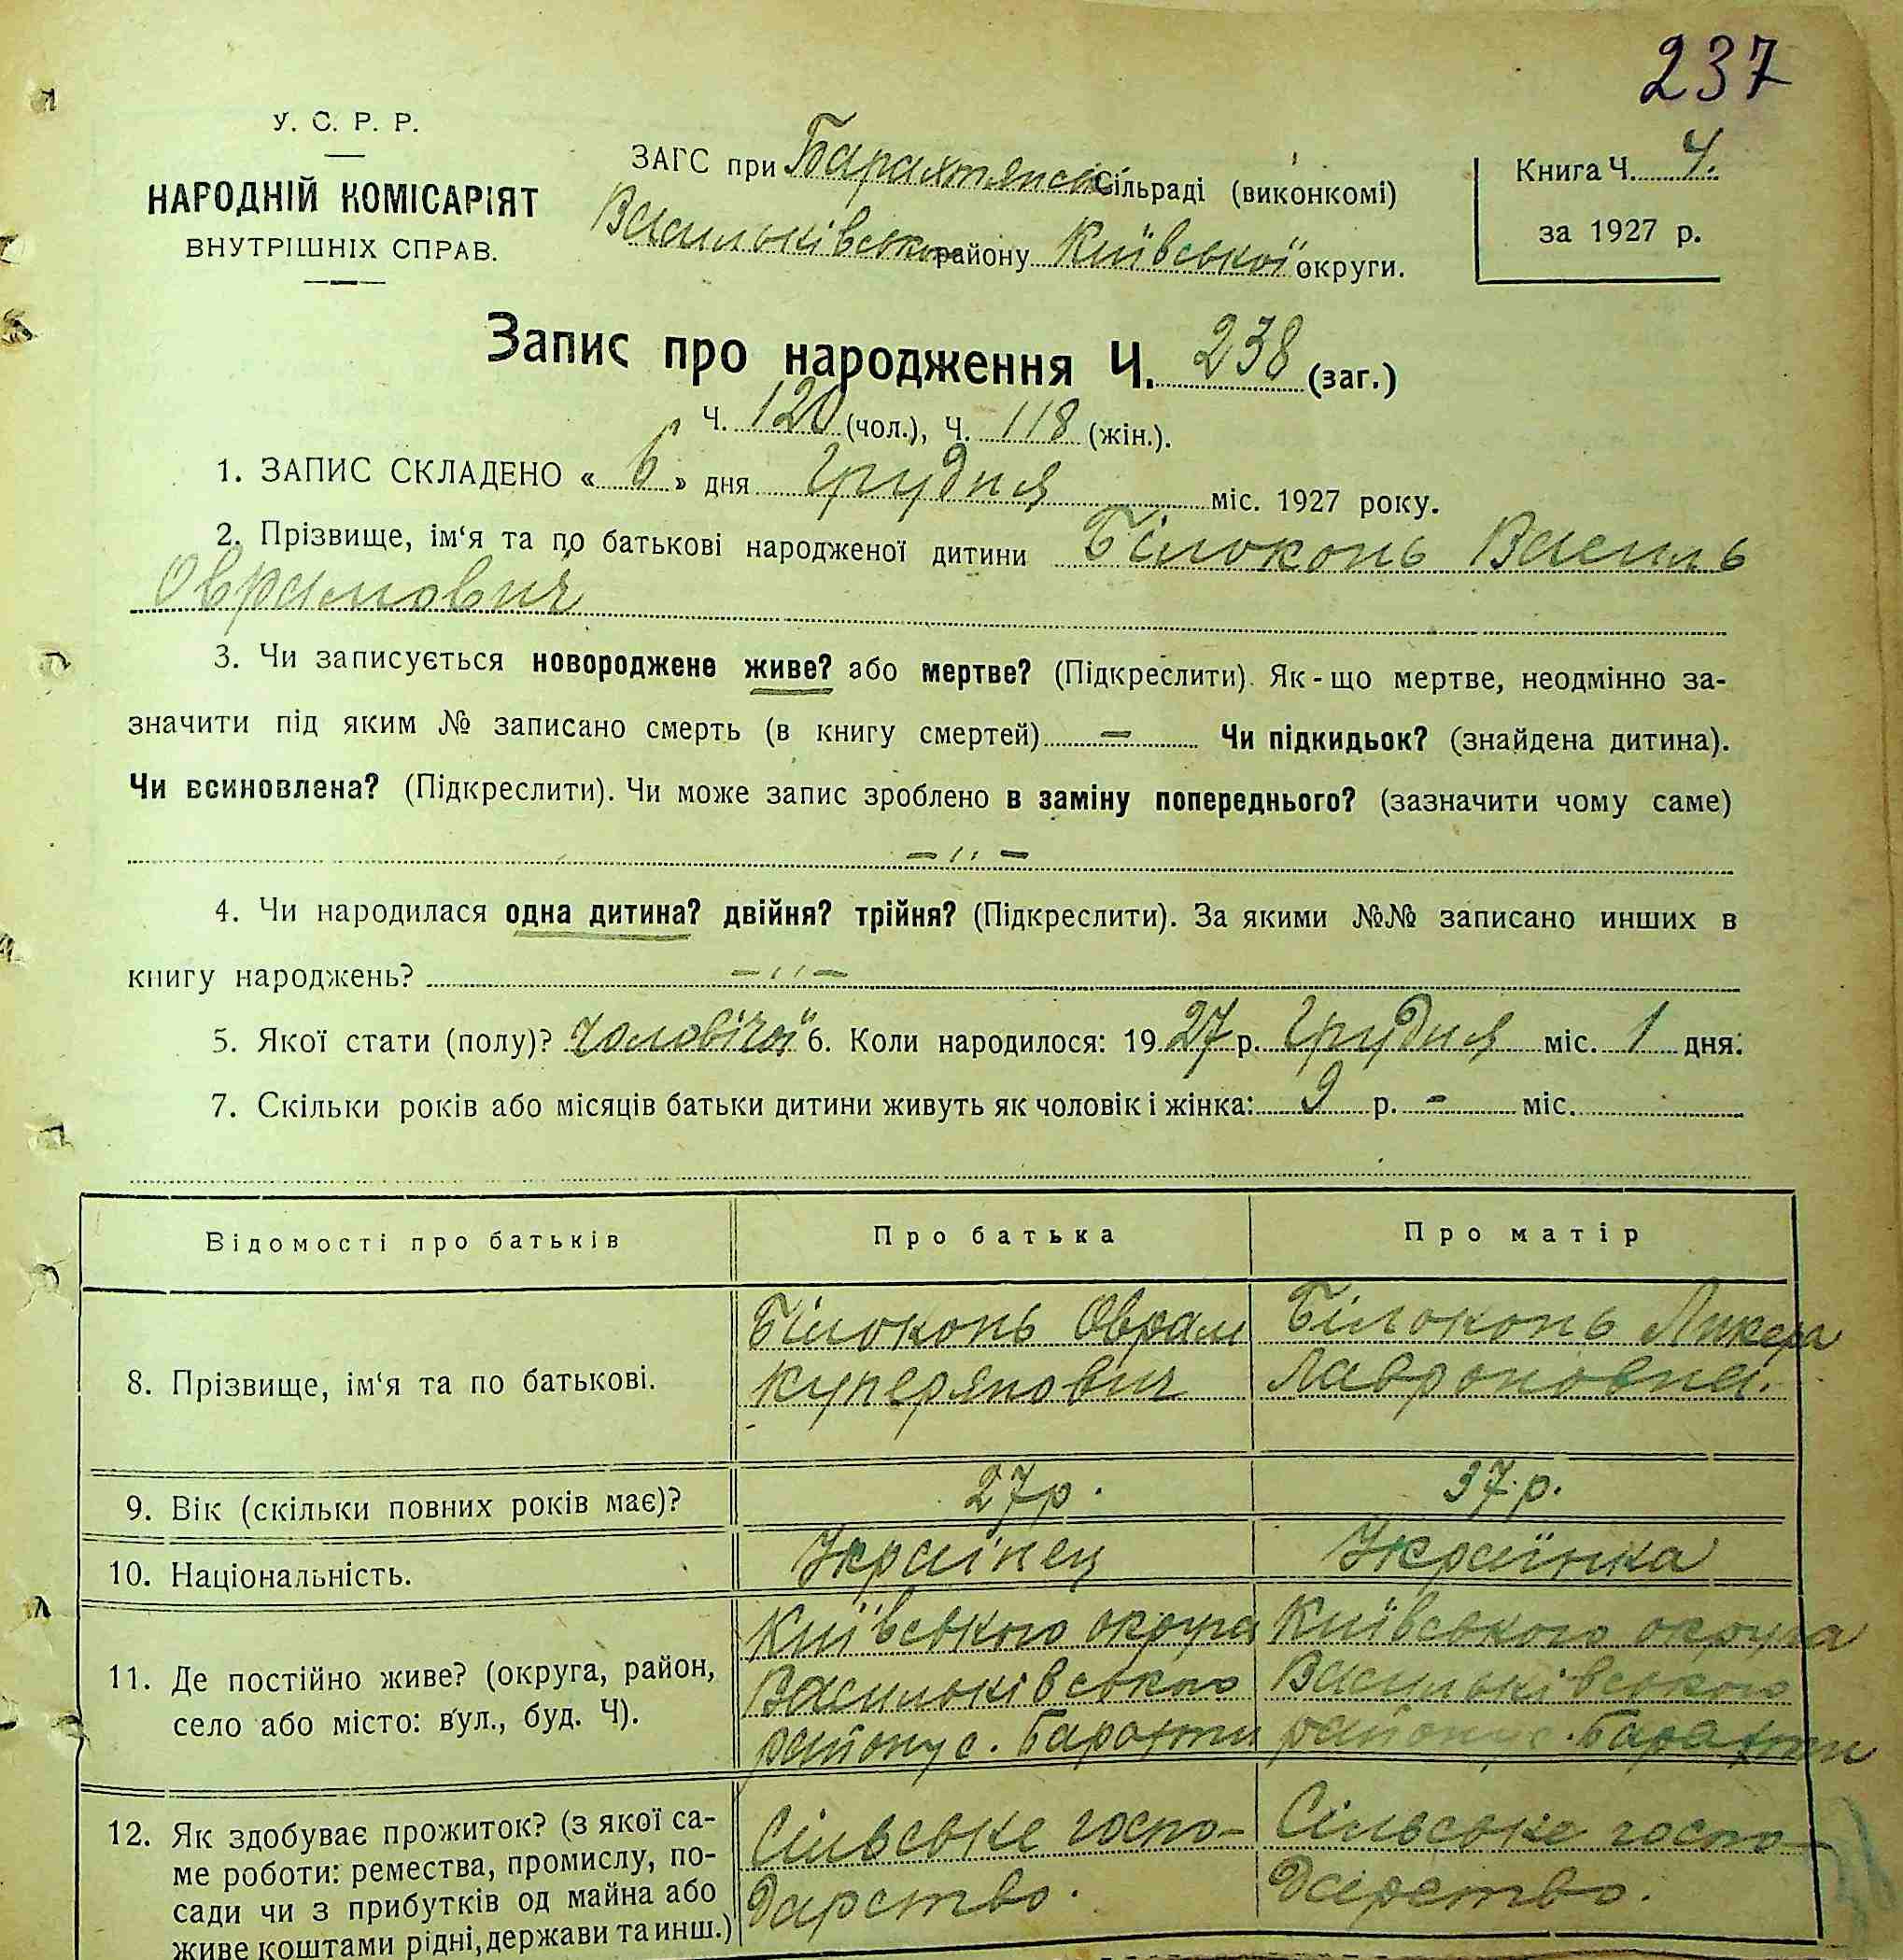 237
У. С. Р. Р.
НАРОДНІЙ КОМІСАРІЯТ
ВНУТРІШНІХ СПРАВ.
ЗАГС при Барахтянській Сільраді (виконкомі)
Васильківського району Київської округи.
Книга Ч. 4.
за 1927 р.
Запис про народження Ч. 238 (заг.)
Ч. 120 (чол.), Ч. 118 (жін.).
1. ЗАПИС СКЛАДЕНО « 6 » дня грудня міс. 1927 року.
2. Прізвище, ім‘я та по батькові народженої дитини Білоконь Василь
Оврамович
3. Чи записується новороджене живе? або мертве? (Підкреслити). Як-що мертве, неодмінно за-
значити під яким № записано смерть (в книгу смертей) — Чи підкидьок? (знайдена дитина).
Чи всиновлена? (Підкреслити). Чи може запис зроблено в заміну попереднього? (зазначити чому саме)
— ,, —
4. Чи народилася одна дитина? двійня? трійня? (Підкреслити). За якими №№ записано инших в
книгу народжень? — ,, —
5. Якої стати (полу)? Чоловічої 6. Коли народилося: 1927 р. грудня міс. 1 дня.
7. Скільки років або місяців батьки дитини живуть як чоловік і жінка: 9 р. - міс.
Відомості про батьків Про батька Про матір
8. Прізвище, ім‘я та по батькові.
Білоконь Оврам
Куперянович
Білоконь Ликера
Лавроновна.
9. Вік (скільки повних років має)? 27 р. 37 р.
10. Національність. Українец Українка
11. Де постійно живе? (округа, район,
село або місто: вул., буд. Ч).
Київського округа
Васильківського
району с. Барахти
Київського округа
Васильківського
району с. Барахти
12. Як здобуває прожиток? (з якої са-
ме роботи: ремества, промислу, по-
сади чи з прибутків од майна або
живе коштами рідні, держави та инш.)
Сільське госпо-
дарство.
Сільське госпо-
дарство.